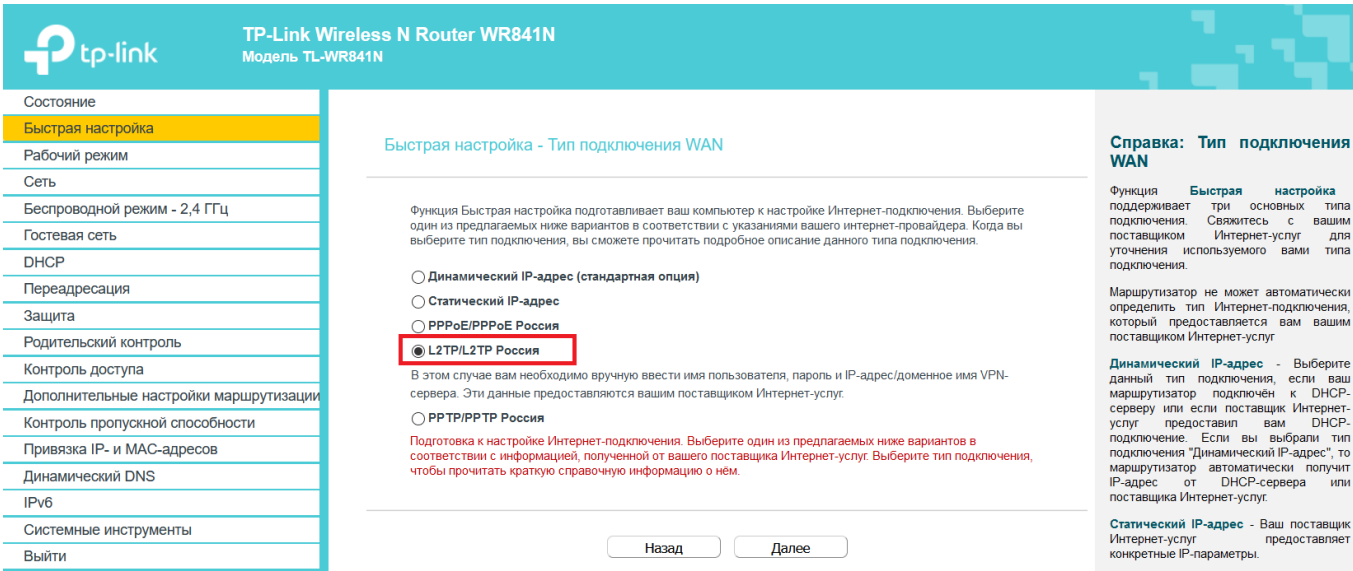 tp-link
TP-Link Wireless N Router WR841N
Модель TL-WR841N
Состояние
Быстрая настройка
Рабочий режим
Сеть
Беспроводной режим - 2,4 ГГц
Гостевая сеть
DHCP
Переадресация
Защита
Родительский контроль
Контроль доступа
Дополнительные настройки маршрутизации
Контроль пропускной способности
Привязка IP- и MAC-адресов
Динамический DNS
IPv6
Системные инструменты
Выйти
Быстрая настройка - Тип подключения WAN
Функция Быстрая настройка подготавливает ваш компьютер к настройке Интернет-подключения. Выберите
один из предлагаемых ниже вариантов в соответствии с указаниями вашего интернет-провайдера. Когда вы
выберите тип подключения, вы сможете прочитать подробное описание данного типа подключения.
Динамический IP-адрес (стандартная опция)
Статический IP-адрес
PPPoE/PPPoE Россия
L2TP/L2TP Россия
В этом случае вам необходимо вручную ввести имя пользователя, пароль и IP-адрес/доменное имя VPN-
сервера. Эти данные предоставляются вашим поставщиком Интернет-услуг.
PPTP/PPTP Россия
Подготовка к настройке Интернет-подключения. Выберите один из предлагаемых ниже вариантов в
соответствии с информацией, полученной от вашего поставщика Интернет-услуг. Выберите тип подключения,
чтобы прочитать краткую справочную информацию о нём.
Назад
Далее
Справка: Тип подключения
WAN
Функция Быстрая настройка
поддерживает три основных типа
подключения. Свяжитесь с вашим
поставщиком Интернет-услуг для
уточнения используемого вами типа
подключения.
Маршрутизатор не может автоматически
определить тип Интернет-подключения,
который предоставляется вам вашим
поставщиком Интернет-услуг
Динамический IP-адрес - Выберите
данный тип подключения, если ваш
маршрутизатор подключён к DHCP-
серверу или если поставщик Интернет-
услуг предоставил вам DHCP-
подключение. Если вы выбрали тип
подключения "Динамический IP-адрес", то
маршрутизатор автоматически получит
IP-адрес от DHCP-сервера или
поставщика Интернет-услуг.
Статический IP-адрес - Ваш поставщик
Интернет-услуг предоставляет
конкретные IP-параметры.